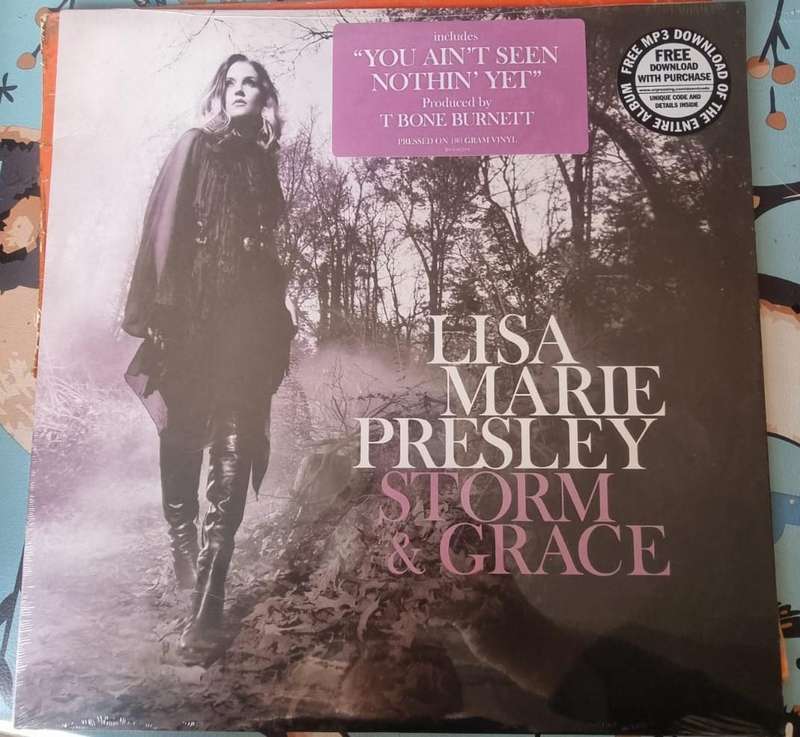 includes
“YOU AIN’T SEEN
NOTHIN’ YET”
Produced by
T BONE BURNETT
PRESSED ON 180 GRAM VINYL
FREE MP3 DOWNLOAD OF THE ENTIRE ALBUM
FREE
DOWNLOAD
WITH PURCHASE
UNIQUE CODE AND
DETAILS INSIDE
LISA
MARIE
PRESLEY
STORM
& GRACE